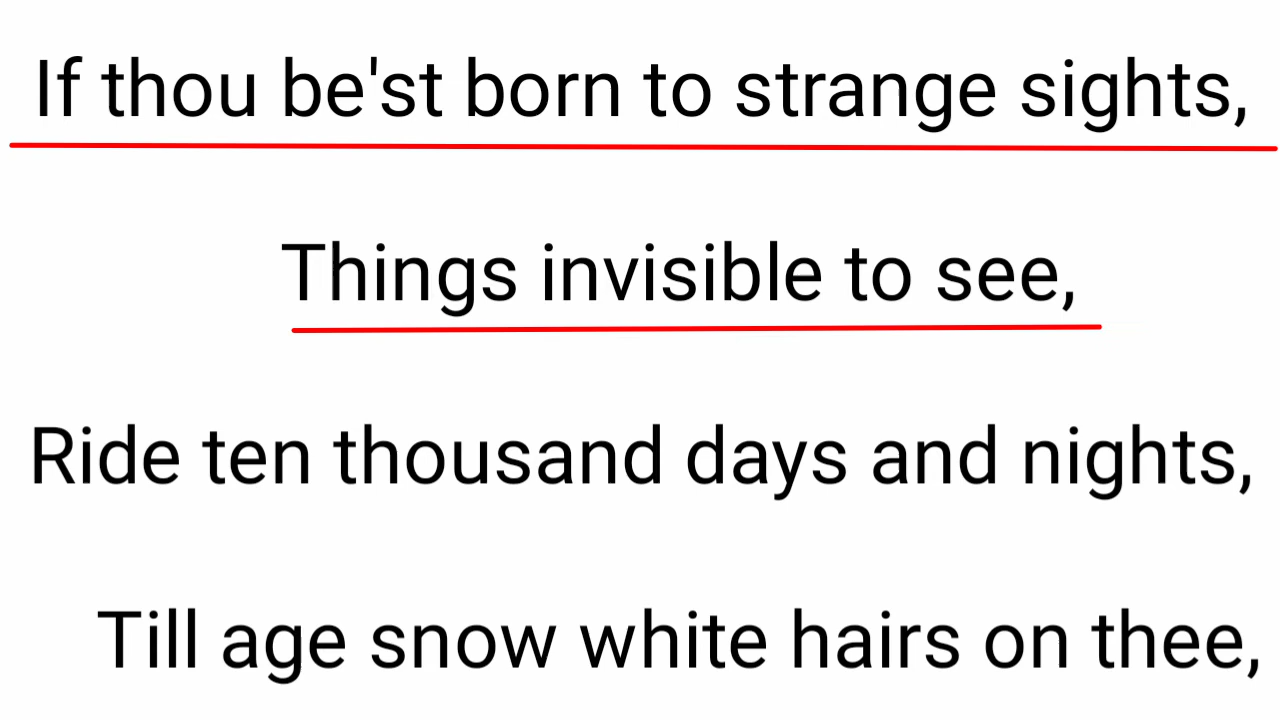 If thou be'st born to strange sights,
Things invisible to see,
Ride ten thousand days and nights,
Till age snow white hairs on thee,